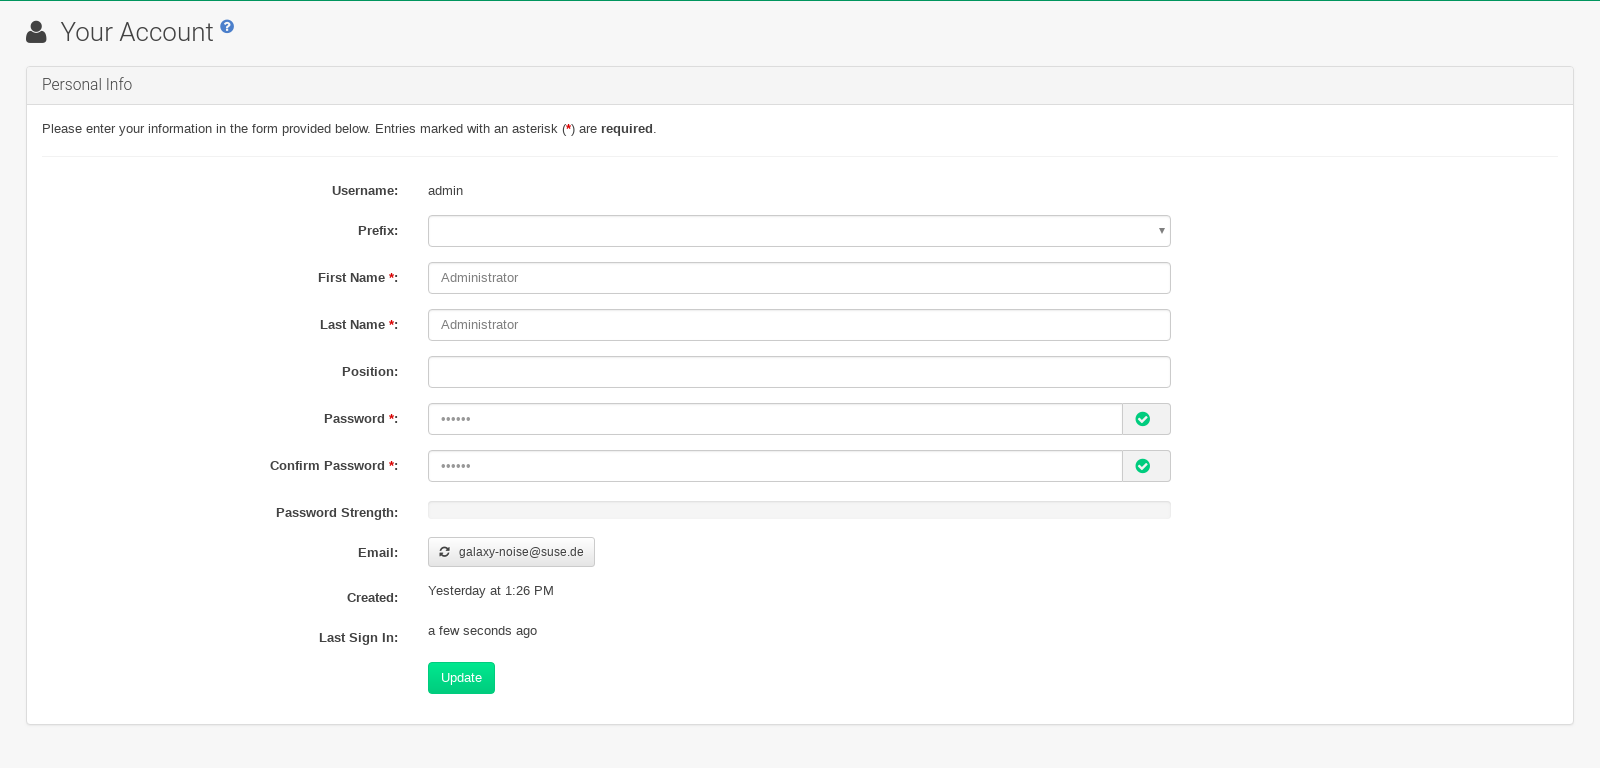 Your Account
Personal Info
Please enter your information in the form provided below. Entries marked with an asterisk (*) are required.
Username: admin
Prefix:
First Name *: Administrator
Last Name *: Administrator
Position:
Password *: ••••••
Confirm Password *: ••••••
Password Strength:
Email: galaxy-noise@suse.de
Created: Yesterday at 1:26 PM
Last Sign In: a few seconds ago
Update